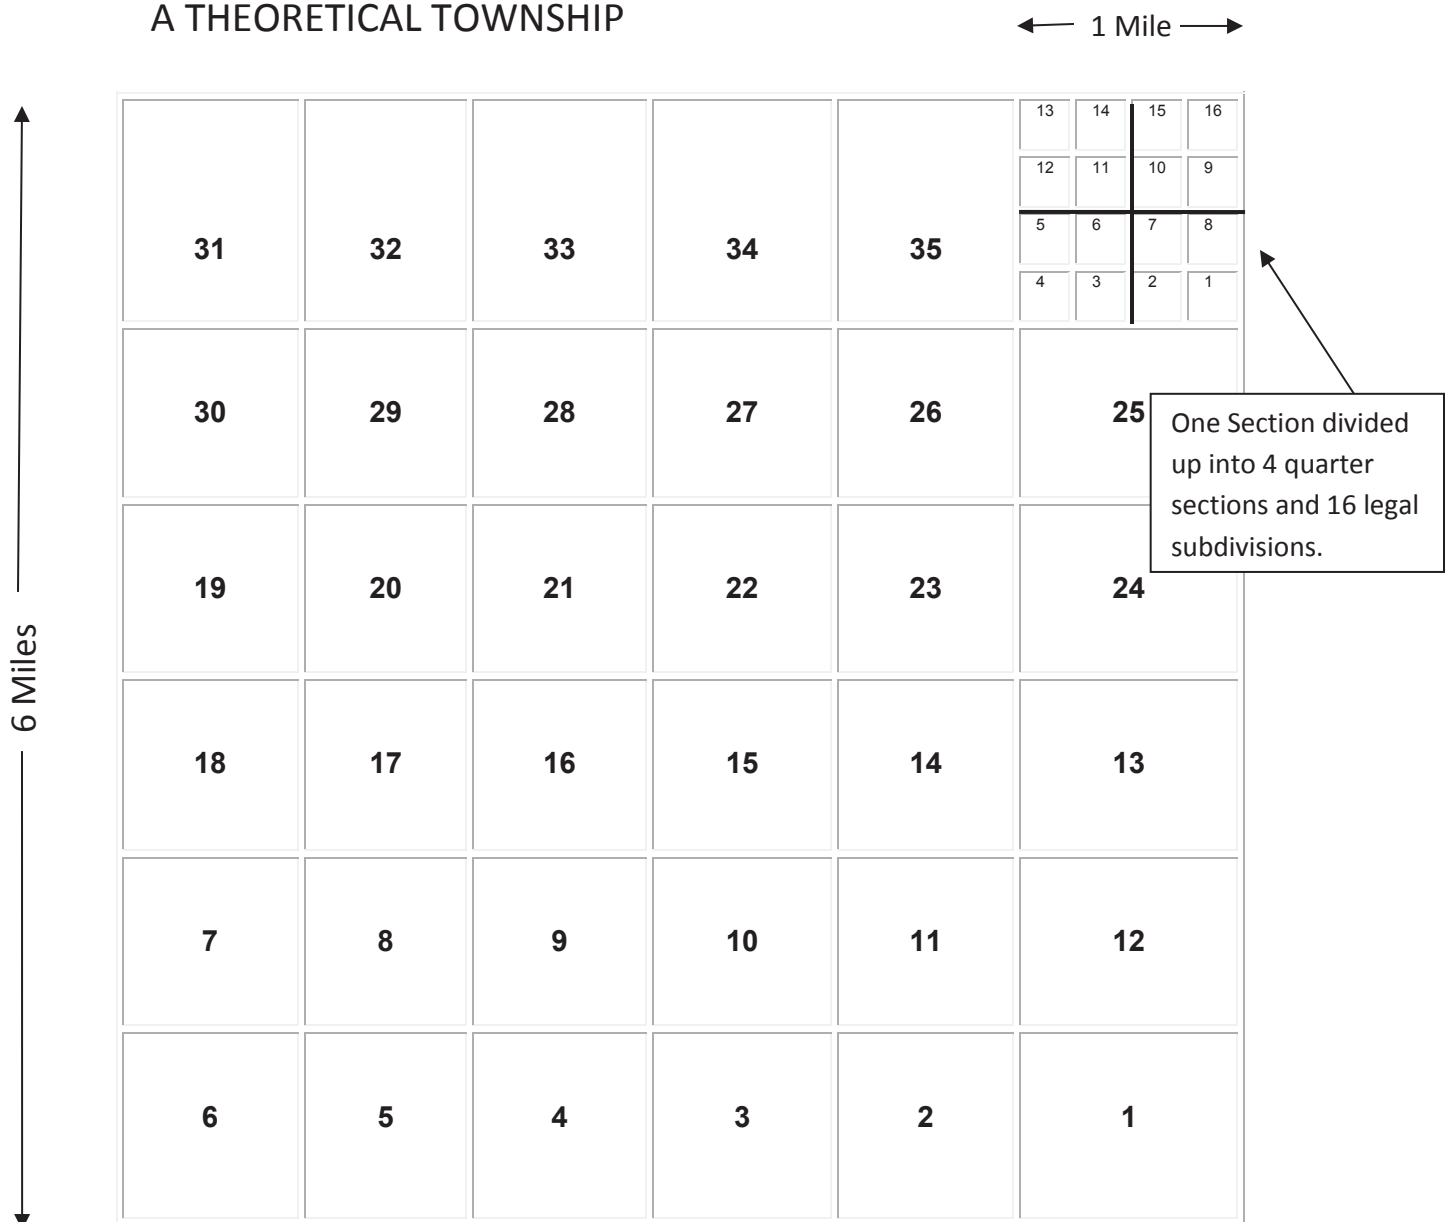 A THEORETICAL TOWNSHIP
1 Mile
13 14 15 16
12 11 10 9
31 32 33 34 35
5 6 7 8
4 3 2 1
30 29 28 27 26 25
One Section divided
up into 4 quarter
sections and 16 legal
subdivisions.
19 20 21 22 23 24
6 Miles
18 17 16 15 14 13
7 8 9 10 11 12
6 5 4 3 2 1